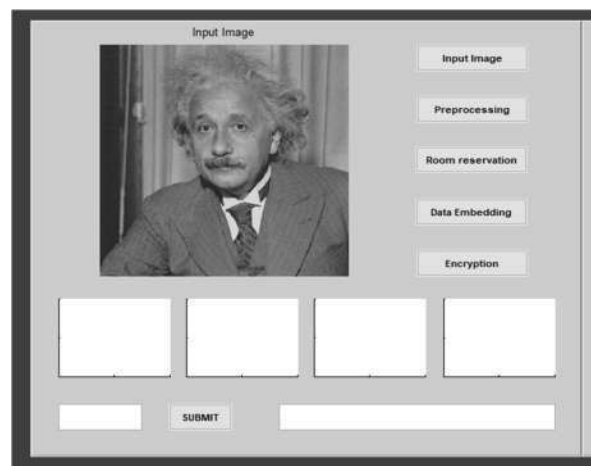 Input Image
Input Image
Preprocessing
Room reservation
Data Embedding
Encryption
SUBMIT